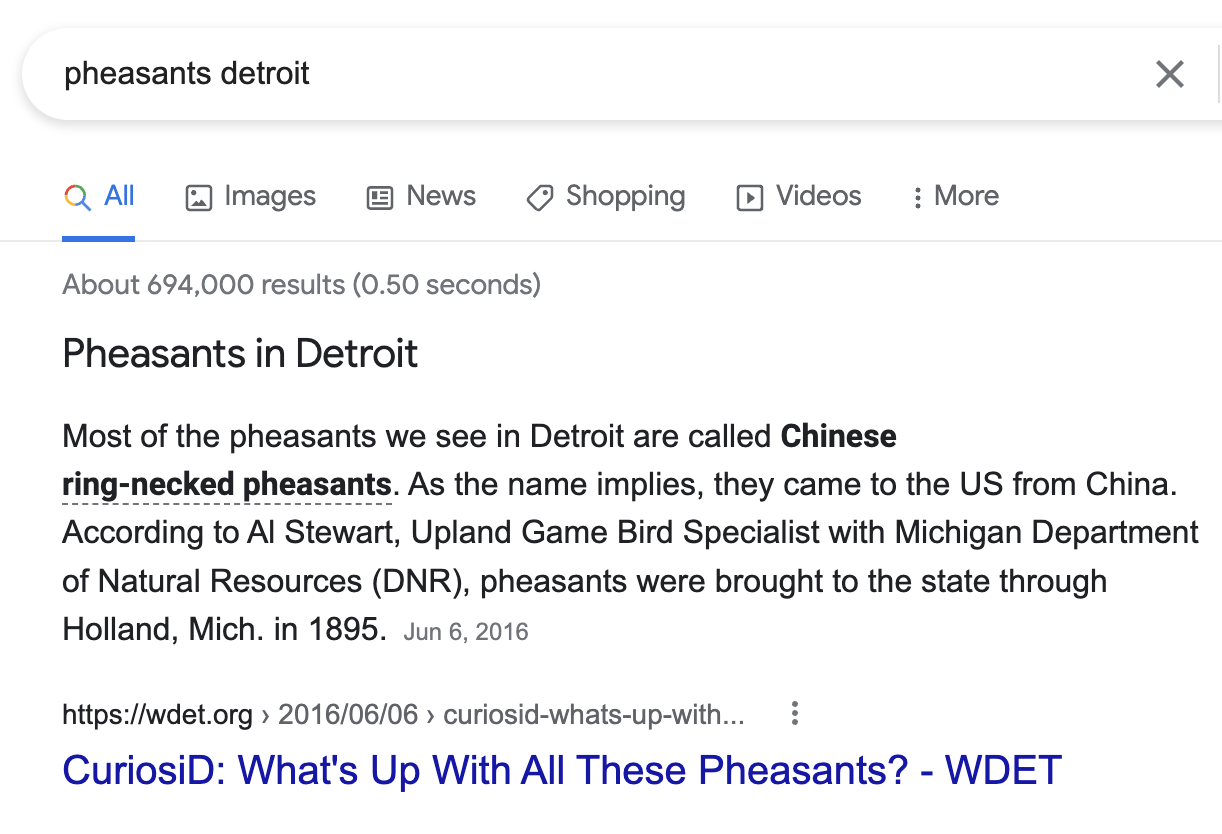 pheasants detroit
All Images News Shopping Videos More
About 694,000 results (0.50 seconds)
Pheasants in Detroit
Most of the pheasants we see in Detroit are called Chinese
ring-necked pheasants. As the name implies, they came to the US from China.
According to Al Stewart, Upland Game Bird Specialist with Michigan Department
of Natural Resources (DNR), pheasants were brought to the state through
Holland, Mich. in 1895. Jun 6, 2016
https://wdet.org › 2016/06/06 › curiosid-whats-up-with...
CuriosiD: What's Up With All These Pheasants? - WDET